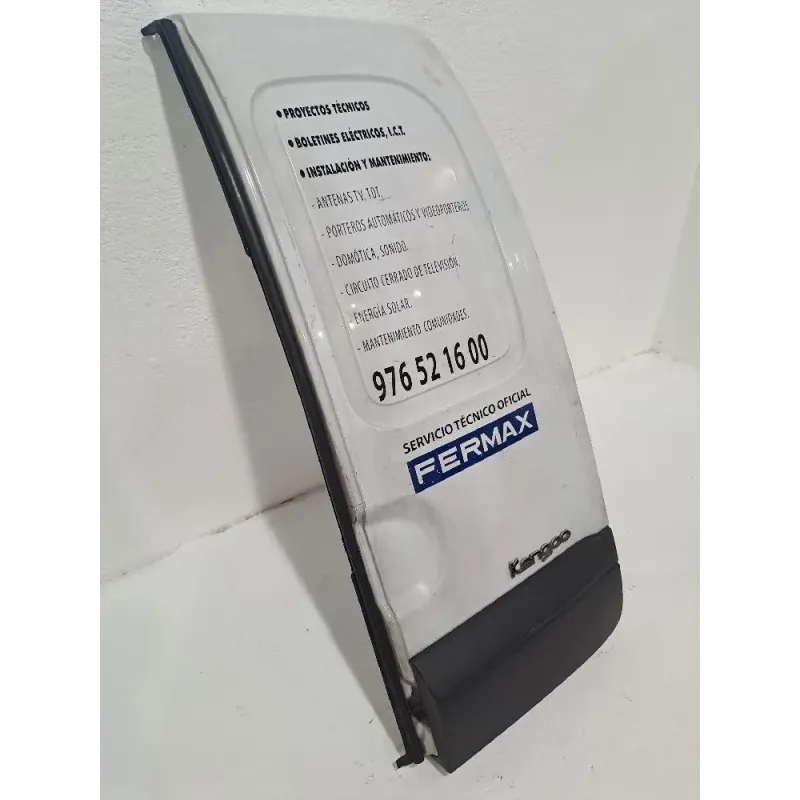 • PROYECTOS TÉCNICOS
• BOLETINES ELÉCTRICOS, I.C.T.
• INSTALACIÓN Y MANTENIMIENTO:
- ANTENAS TV, TDT.
- PORTEROS AUTOMÁTICOS Y VIDEOPORTEROS
- DOMÓTICA, SONIDO.
- CIRCUITO CERRADO DE TELEVISIÓN.
ENERGÍA SOLAR.
- MANTENIMIENTO COMUNIDADES.
976 52 16 00
SERVICIO TÉCNICO OFICIAL
FERMAX
Kangoo